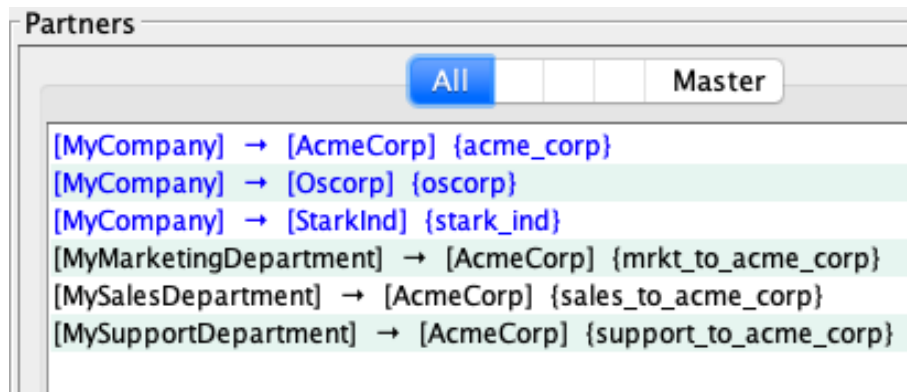 Partners
All Master
[MyCompany] → [AcmeCorp] {acme_corp}
[MyCompany] → [Oscorp] {oscorp}
[MyCompany] → [StarkInd] {stark_ind}
[MyMarketingDepartment] → [AcmeCorp] {mrkt_to_acme_corp}
[MySalesDepartment] → [AcmeCorp] {sales_to_acme_corp}
[MySupportDepartment] → [AcmeCorp] {support_to_acme_corp}